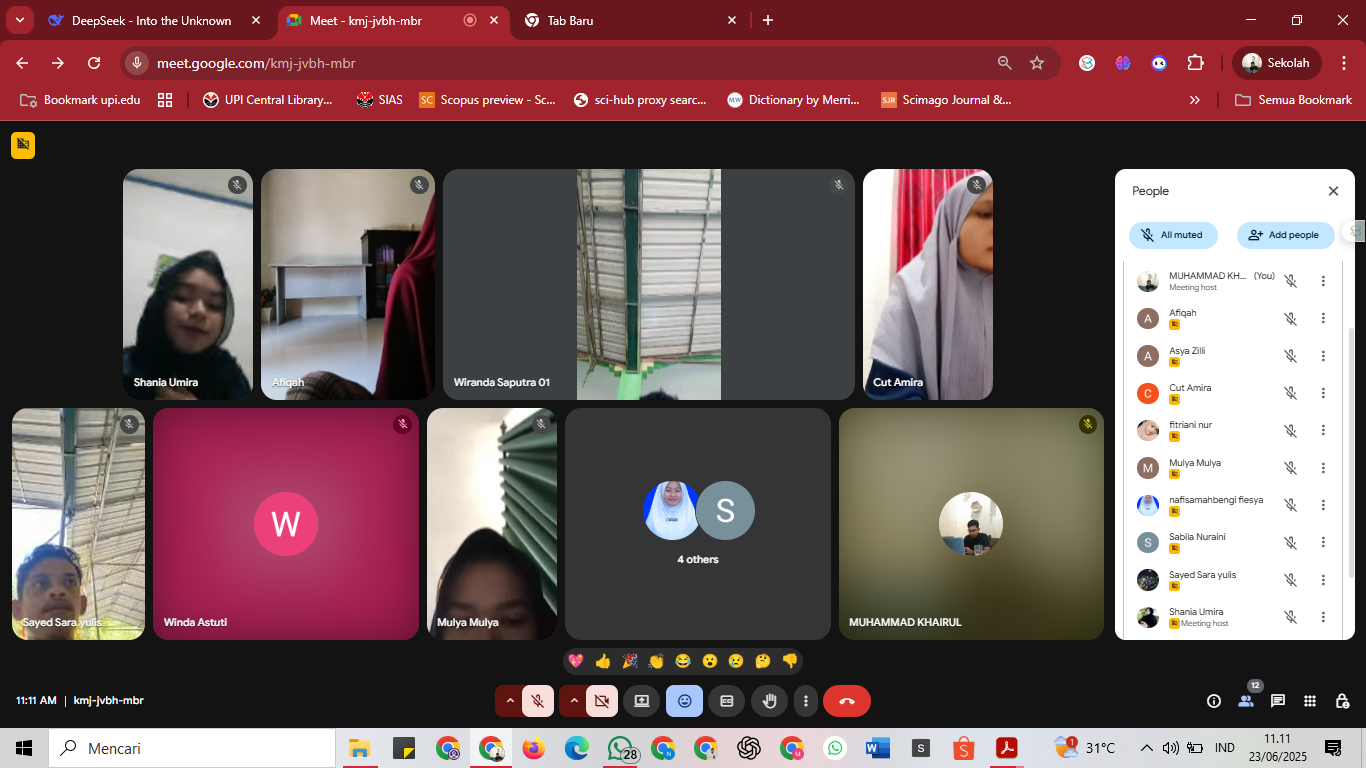 DeepSeek - Into the Unknown
Meet - kmj-jvbh-mbr
Tab Baru
meet.google.com/kmj-jvbh-mbr
Sekolah
Bookmark upi.edu
UPI Central Library...
SIAS
SC Scopus preview - Sc...
sci-hub proxy searc...
MW Dictionary by Merri...
SJR Scimago Journal &...
»
Semua Bookmark
Shania Umira
Afiqah
Wiranda Saputra 01
Cut Amira
Sayed Sara yulis
W
Winda Astuti
Mulya Mulya
S
4 others
MUHAMMAD KHAIRUL
People
All muted
Add people
MUHAMMAD KH... (You)
Meeting host
A Afiqah
A Asya Zilli
C Cut Amira
fitriani nur
M Mulya Mulya
nafisamahbengi fiesya
S Sabila Nuraini
Sayed Sara yulis
Shania Umira
Meeting host
11:11 AM | kmj-jvbh-mbr
12
Mencari
28
S
1
31°C
IND
11.11
23/06/2025